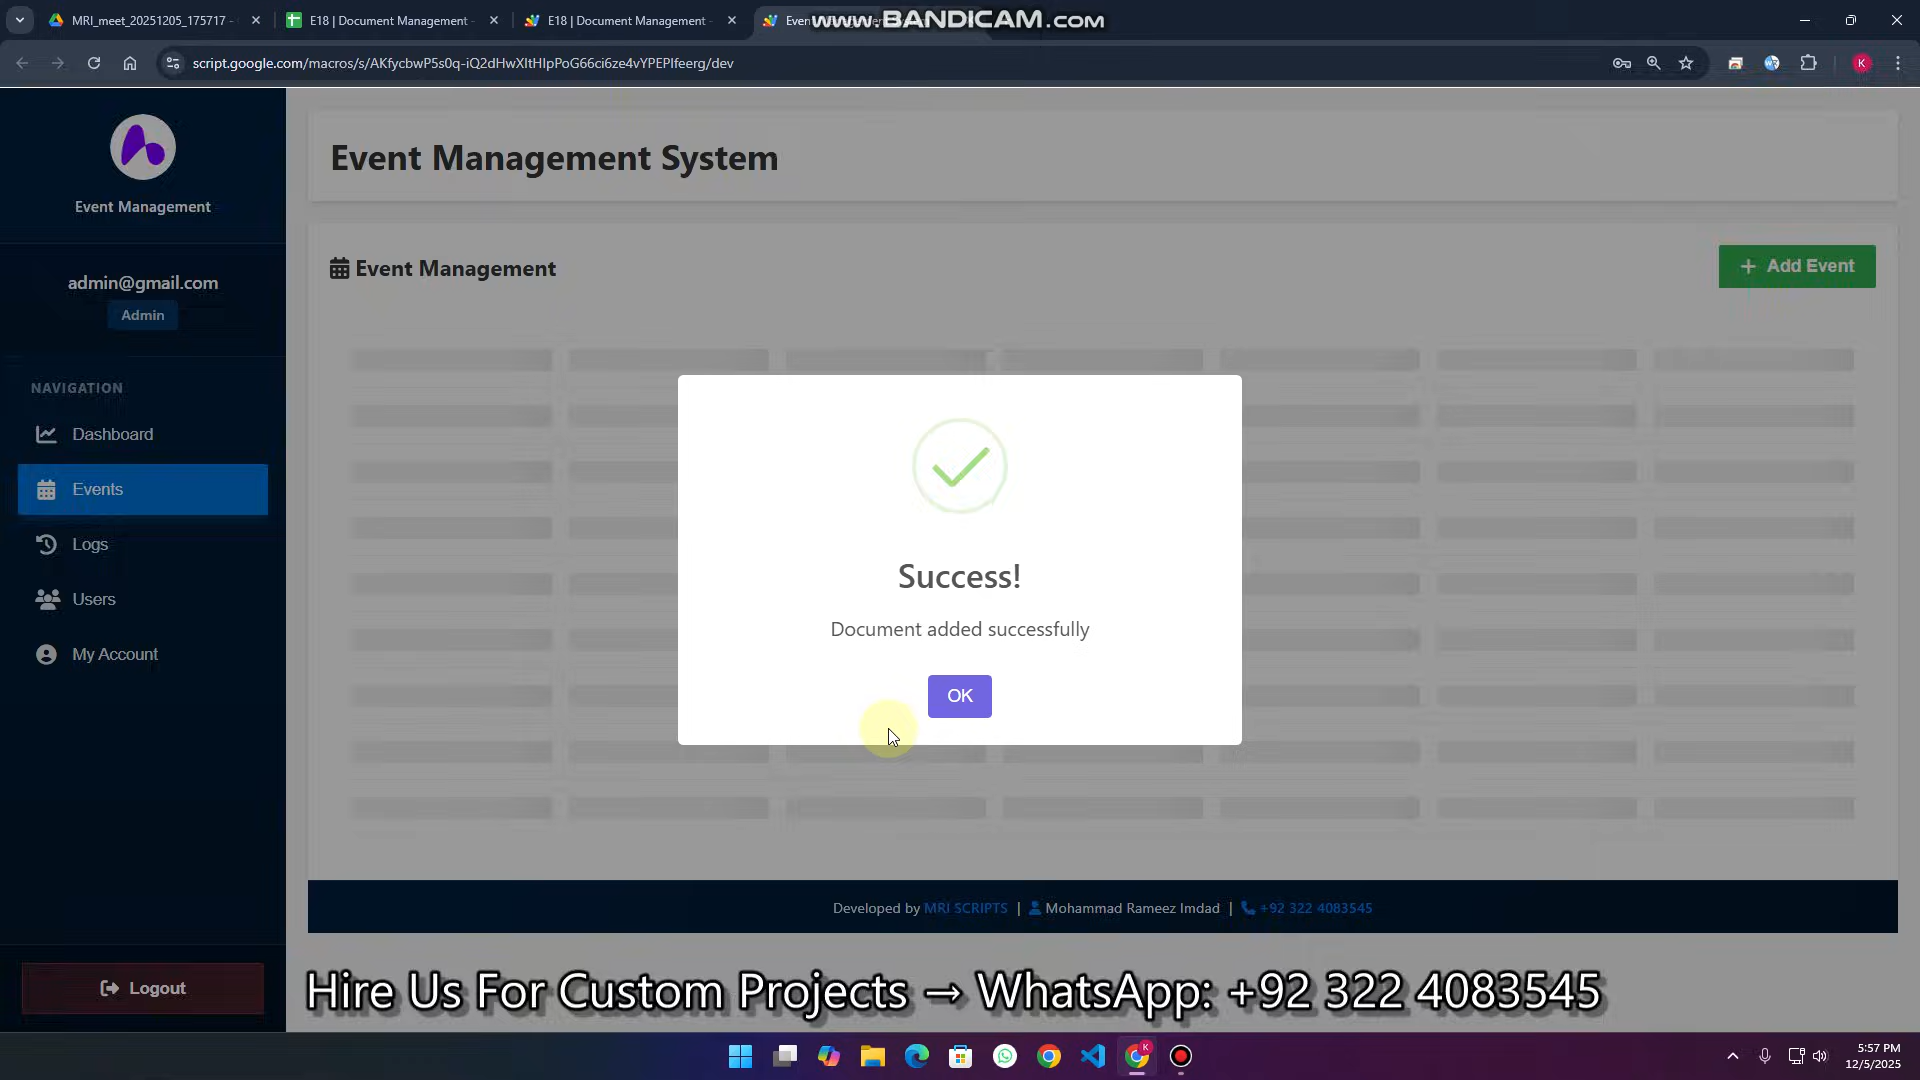 MRI_meet_20251205_175717 -
E18 | Document Management -
E18 | Document Management -
www.BANDICAM.com
script.google.com/macros/s/AKfycbwP5s0q-iQ2dHwXItHIpPoG66ci6ze4vYPEPIfeerg/dev
K
Event Management
admin@gmail.com
Admin
NAVIGATION
Dashboard
Events
Logs
Users
My Account
Logout
Event Management System
Event Management
+ Add Event
Success!
Document added successfully
OK
Developed by MRI SCRIPTS | Mohammad Rameez Imdad | +92 322 4083545
Hire Us For Custom Projects → WhatsApp: +92 322 4083545
K
5:57 PM
12/5/2025